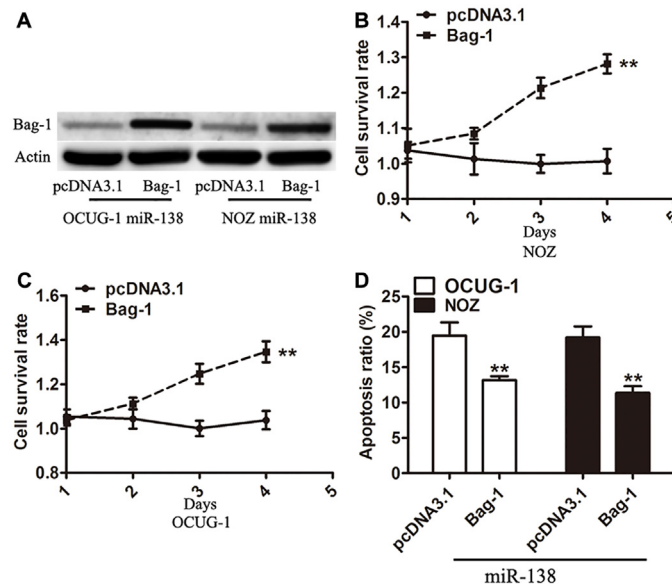 A
Bag-1
Actin
pcDNA3.1 Bag-1 pcDNA3.1 Bag-1
OCUG-1 miR-138 NOZ miR-138
B
pcDNA3.1
Bag-1
Cell survival rate
1.4
1.3
1.2
1.1
1.0
0.9
**
1 2 3 4 5
Days
NOZ
C
pcDNA3.1
Bag-1
Cell survival rate
1.6
1.4
1.2
1.0
0.8
**
1 2 3 4 5
Days
OCUG-1
D
OCUG-1
NOZ
Apoptosis ratio (%)
25
20
15
10
5
0
** **
pcDNA3.1 Bag-1 pcDNA3.1 Bag-1
miR-138